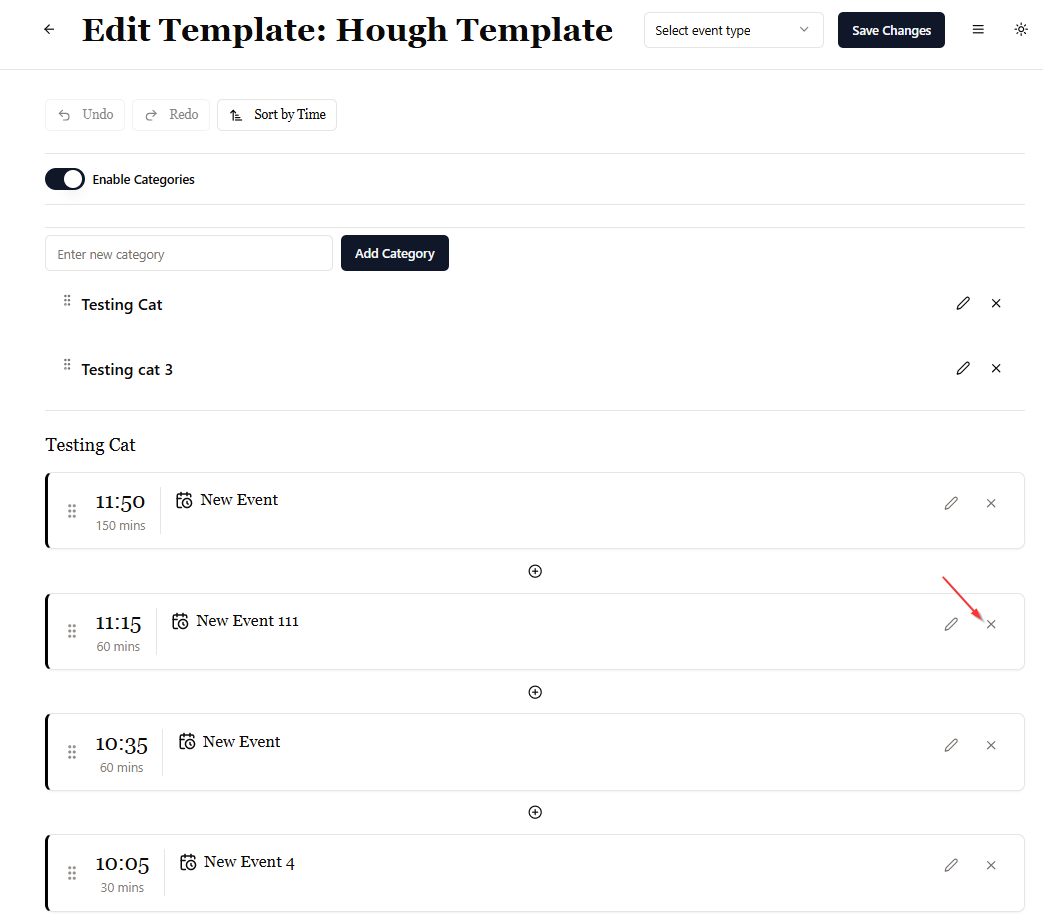 Edit Template: Hough Template
Select event type
Save Changes
Undo
Redo
Sort by Time
Enable Categories
Enter new category
Add Category
Testing Cat
Testing cat 3
Testing Cat
11:50
New Event
150 mins
11:15
New Event 111
60 mins
10:35
New Event
60 mins
10:05
New Event 4
30 mins